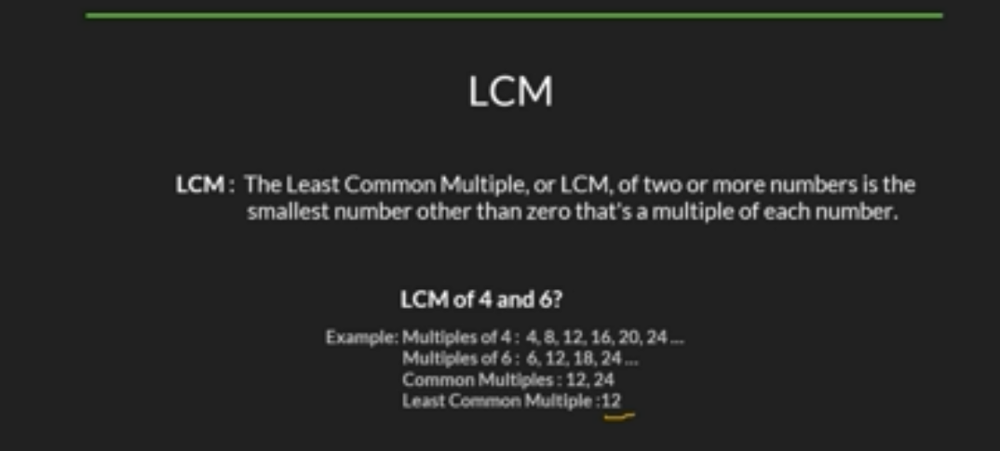 LCM
LCM : The Least Common Multiple, or LCM, of two or more numbers is the
smallest number other than zero that's a multiple of each number.
LCM of 4 and 6?
Example: Multiples of 4 : 4, 8, 12, 16, 20, 24 ...
Multiples of 6 : 6, 12, 18, 24 ...
Common Multiples : 12, 24
Least Common Multiple :12